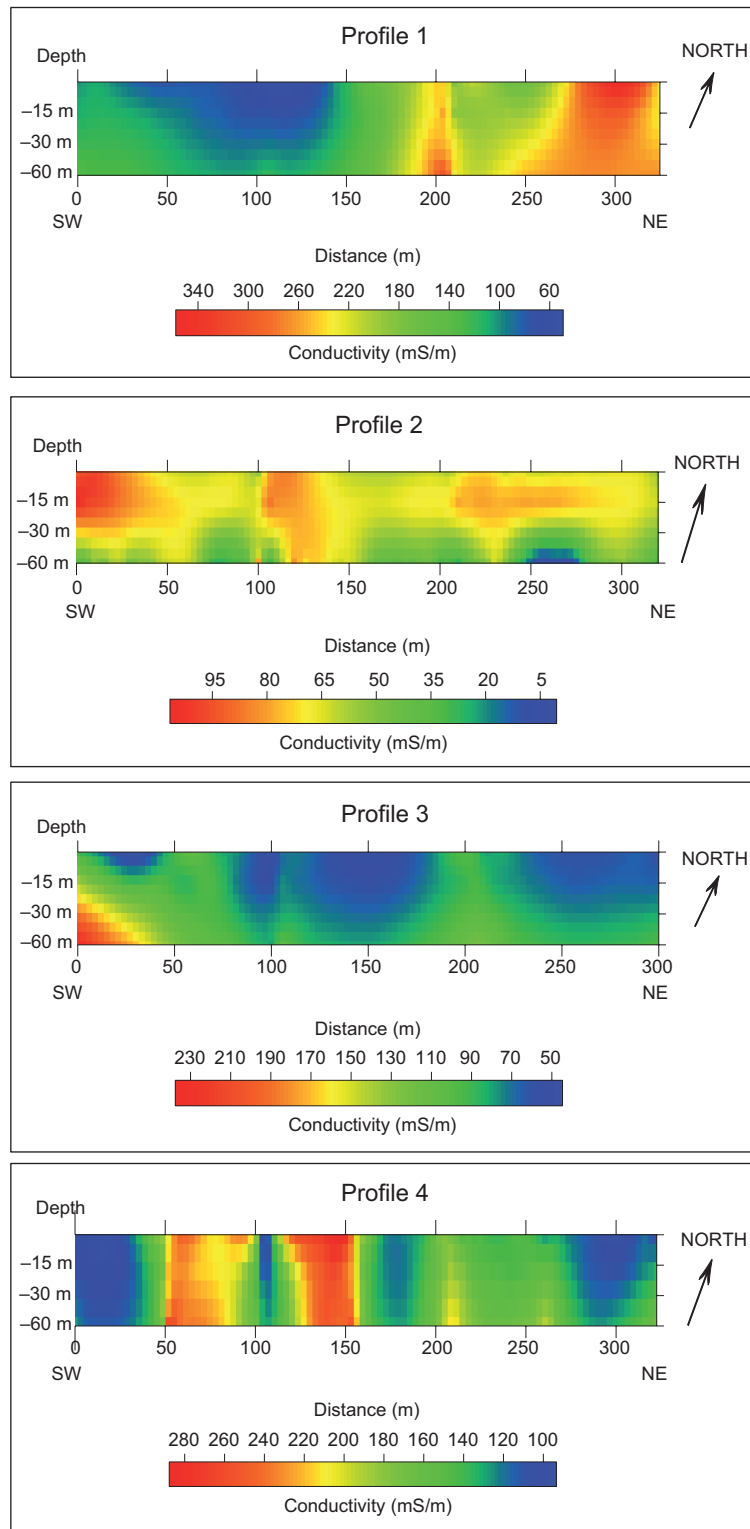 Profile 1
Depth
NORTH
–15 m
–30 m
–60 m
0 50 100 150 200 250 300
SW NE
Distance (m)
340 300 260 220 180 140 100 60
Conductivity (mS/m)
Profile 2
Depth
NORTH
–15 m
–30 m
–60 m
0 50 100 150 200 250 300
SW NE
Distance (m)
95 80 65 50 35 20 5
Conductivity (mS/m)
Profile 3
Depth
NORTH
–15 m
–30 m
–60 m
0 50 100 150 200 250 300
SW NE
Distance (m)
230 210 190 170 150 130 110 90 70 50
Conductivity (mS/m)
Profile 4
Depth
NORTH
–15 m
–30 m
–60 m
0 50 100 150 200 250 300
SW NE
Distance (m)
280 260 240 220 200 180 160 140 120 100
Conductivity (mS/m)